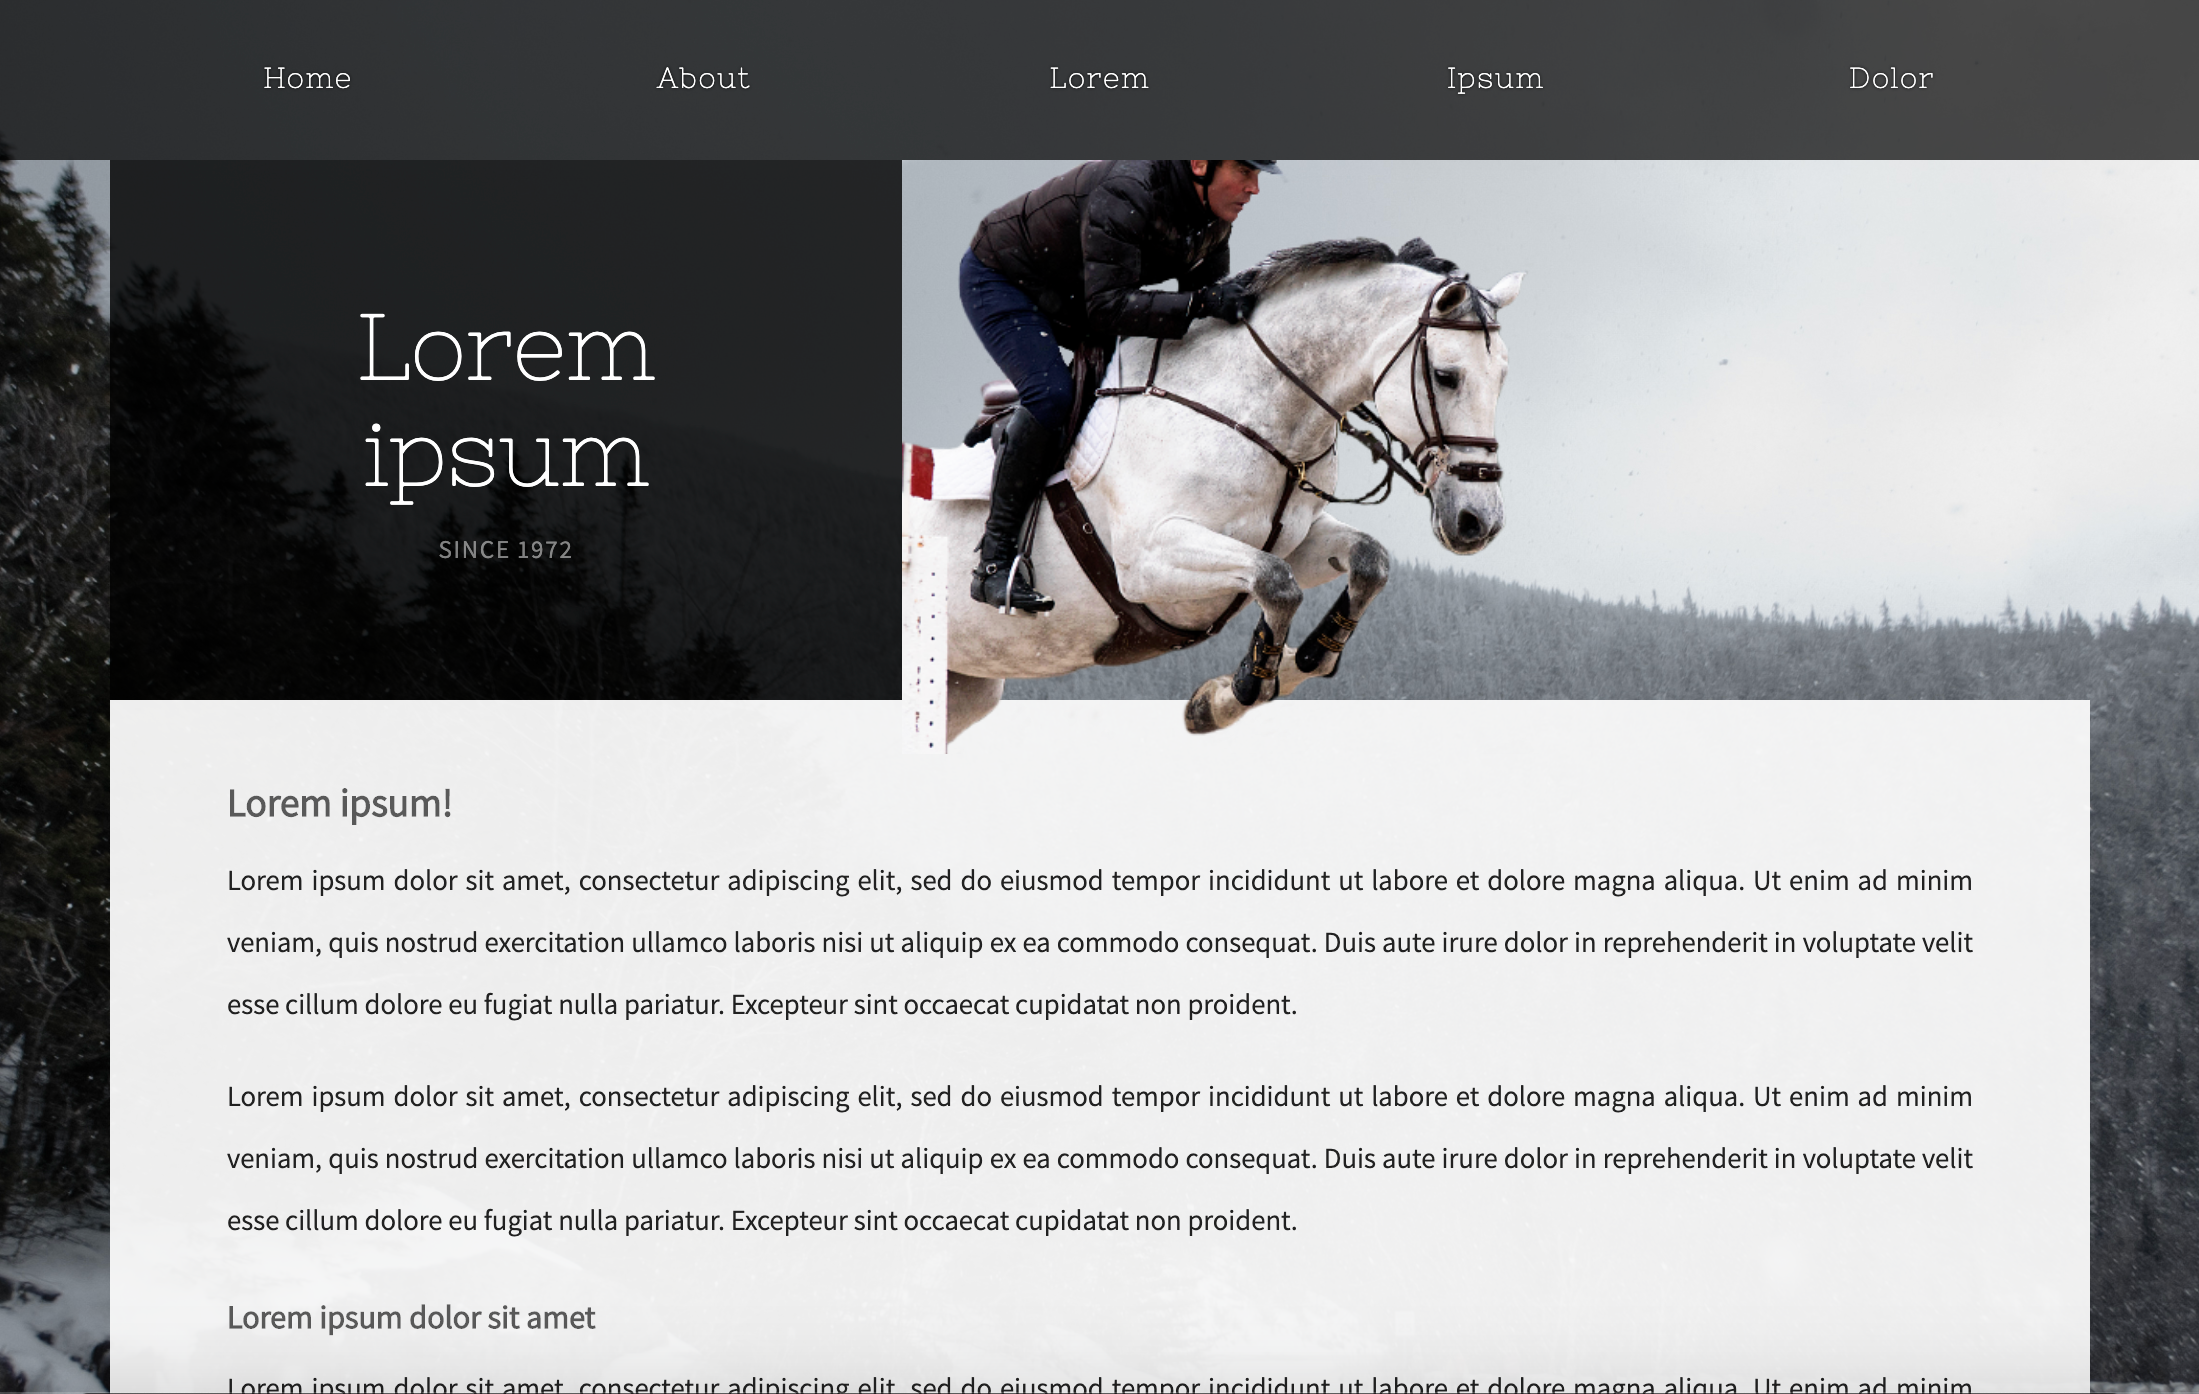 Home
About
Lorem
Ipsum
Dolor
Lorem
ipsum
SINCE 1972
Lorem ipsum!
Lorem ipsum dolor sit amet, consectetur adipiscing elit, sed do eiusmod tempor incididunt ut labore et dolore magna aliqua. Ut enim ad minim
veniam, quis nostrud exercitation ullamco laboris nisi ut aliquip ex ea commodo consequat. Duis aute irure dolor in reprehenderit in voluptate velit
esse cillum dolore eu fugiat nulla pariatur. Excepteur sint occaecat cupidatat non proident.
Lorem ipsum dolor sit amet, consectetur adipiscing elit, sed do eiusmod tempor incididunt ut labore et dolore magna aliqua. Ut enim ad minim
veniam, quis nostrud exercitation ullamco laboris nisi ut aliquip ex ea commodo consequat. Duis aute irure dolor in reprehenderit in voluptate velit
esse cillum dolore eu fugiat nulla pariatur. Excepteur sint occaecat cupidatat non proident.
Lorem ipsum dolor sit amet
Lorem ipsum dolor sit amet, consectetur adipiscing elit, sed do eiusmod tempor incididunt ut labore et dolore magna aliqua. Ut enim ad minim